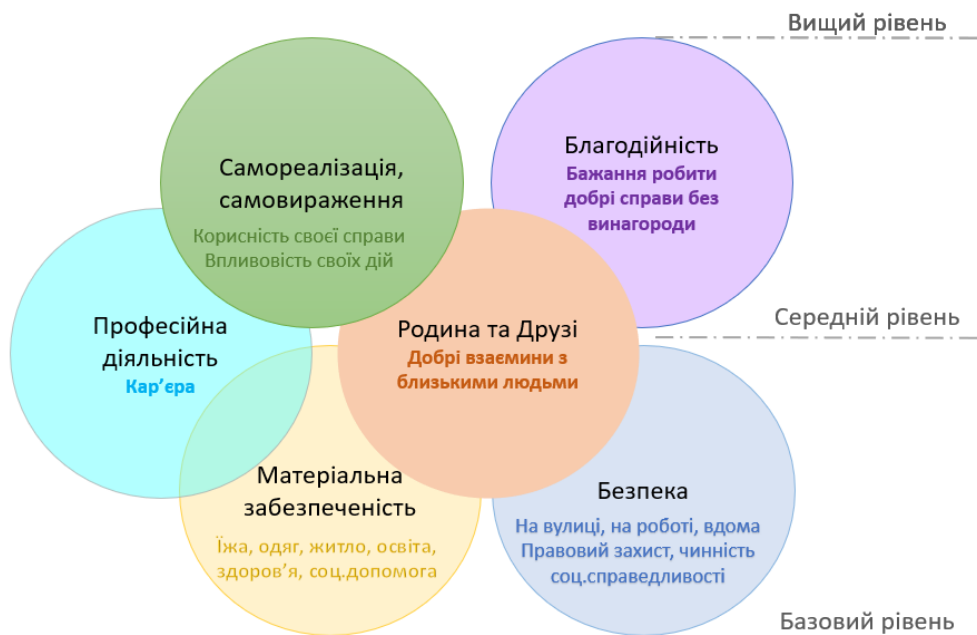 Вищий рівень
Самореалізація,
самовираження
Корисність своєї справи
Впливовість своїх дій
Благодійність
Бажання робити
добрі справи без
винагороди
Середній рівень
Професійна
діяльність
Кар’єра
Родина та Друзі
Добрі взаємини з
близькими людьми
Матеріальна
забезпеченість
Їжа, одяг, житло, освіта,
здоров’я, соц.допомога
Безпека
На вулиці, на роботі, вдома
Правовий захист, чинність
соц.справедливості
Базовий рівень